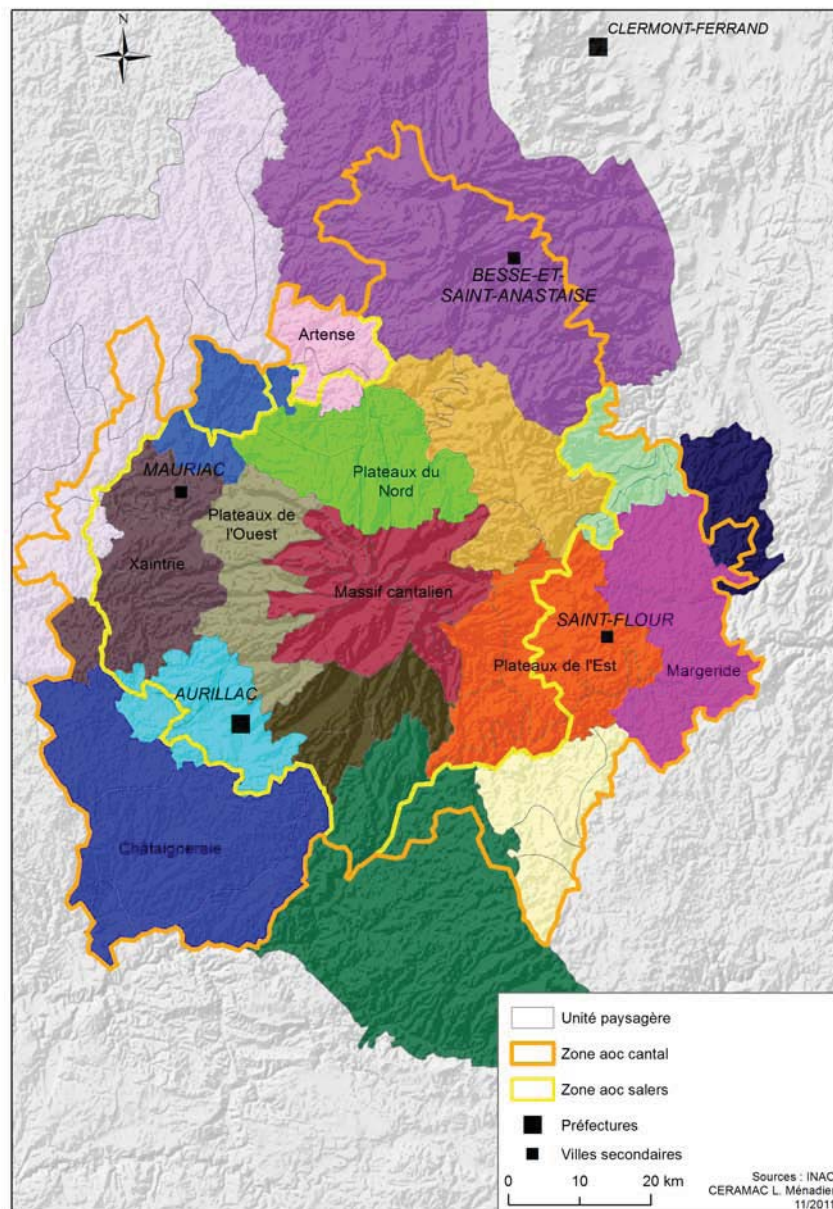 N
CLERMONT-FERRAND
BESSE-ET-
SAINT-ANASTAISE
Artense
MAURIAC
Plateaux du
Nord
Plateaux de
l'Ouest
Xaintrie
Massif cantalien
SAINT-FLOUR
Plateaux de l'Est
Margeride
AURILLAC
Châtaigneraie
Unité paysagère
Zone aoc cantal
Zone aoc salers
Préfectures
Villes secondaires
0 10 20 km
Sources : INAO
CERAMAC L. Ménadier
11/2011